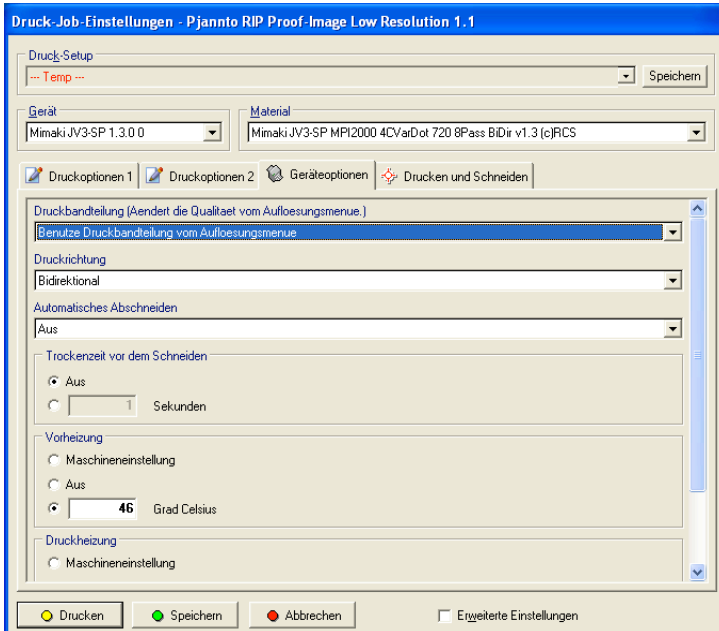 Druck-Job-Einstellungen - Pjannto RIP Proof-Image Low Resolution 1.1
Druck-Setup
--- Temp ---
Speichern
Gerät
Material
Mimaki JV3-SP 1.3.0 0
Mimaki JV3-SP MPI2000 4CVarDot 720 8Pass BiDir v1.3 (c)RCS
Druckoptionen 1
Druckoptionen 2
Geräteoptionen
Drucken und Schneiden
Druckbandteilung (Aendert die Qualitaet vom Aufloesungsmenue.)
Benutze Druckbandteilung vom Aufloesungsmenue
Druckrichtung
Bidirektional
Automatisches Abschneiden
Aus
Trockenzeit vor dem Schneiden
Aus
1 Sekunden
Vorheizung
Maschineneinstellung
Aus
46 Grad Celsius
Druckheizung
Maschineneinstellung
Drucken
Speichern
Abbrechen
Erweiterte Einstellungen